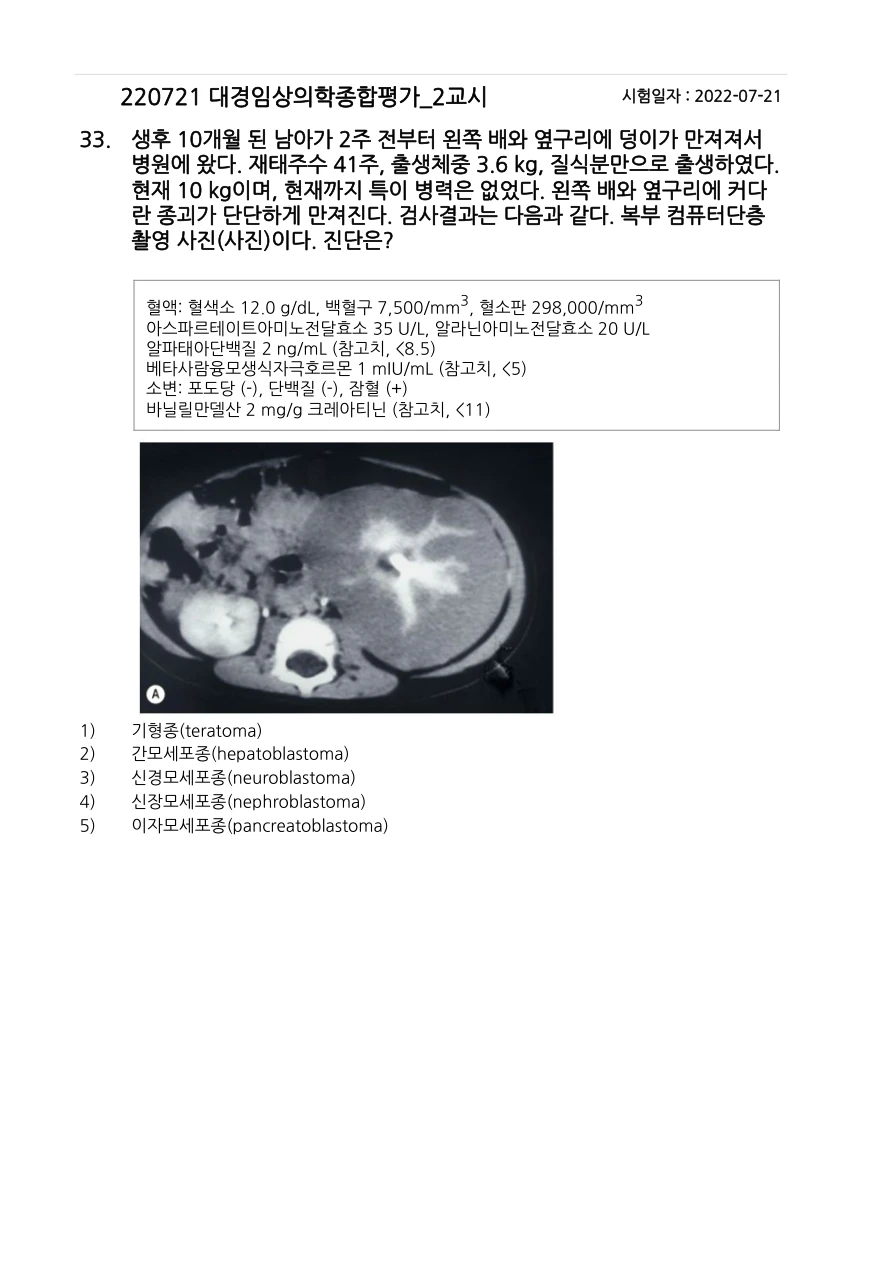 220721 대경임상의학종합평가_2교시
시험일자 : 2022-07-21
33. 생후 10개월 된 남아가 2주 전부터 왼쪽 배와 옆구리에 덩이가 만져져서
병원에 왔다. 재태주수 41주, 출생체중 3.6 kg, 질식분만으로 출생하였다.
현재 10 kg이며, 현재까지 특이 병력은 없었다. 왼쪽 배와 옆구리에 커다
란 종괴가 단단하게 만져진다. 검사결과는 다음과 같다. 복부 컴퓨터단층
촬영 사진(사진)이다. 진단은?
혈액: 혈색소 12.0 g/dL, 백혈구 7,500/mm³, 혈소판 298,000/mm³
아스파르테이트아미노전달효소 35 U/L, 알라닌아미노전달효소 20 U/L
알파태아단백질 2 ng/mL (참고치, <8.5)
베타사람융모생식자극호르몬 1 mIU/mL (참고치, <5)
소변: 포도당 (-), 단백질 (-), 잠혈 (+)
바닐릴만델산 2 mg/g 크레아티닌 (참고치, <11)
A
1) 기형종(teratoma)
2) 간모세포종(hepatoblastoma)
3) 신경모세포종(neuroblastoma)
4) 신장모세포종(nephroblastoma)
5) 이자모세포종(pancreatoblastoma)